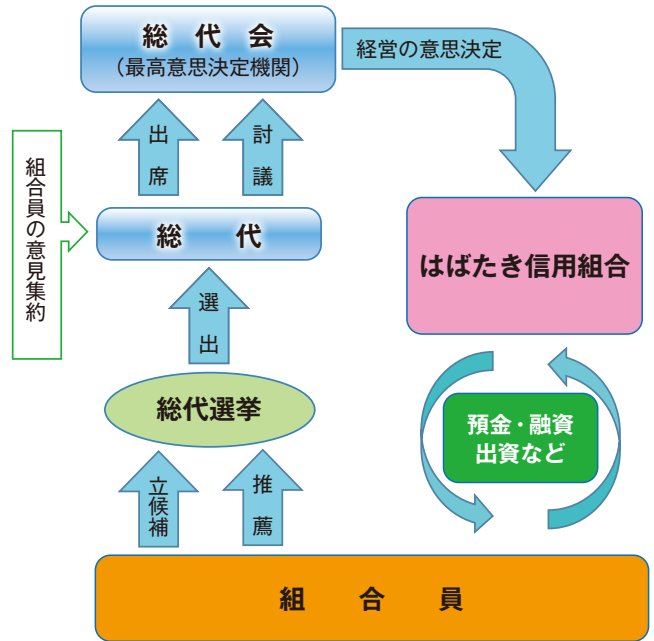 総代会
（最高意思決定機関）
経営の意思決定
出席
討議
組合員の意見集約
総代
はばたき信用組合
選出
総代選挙
預金・融資
出資など
立候補
推薦
組合員